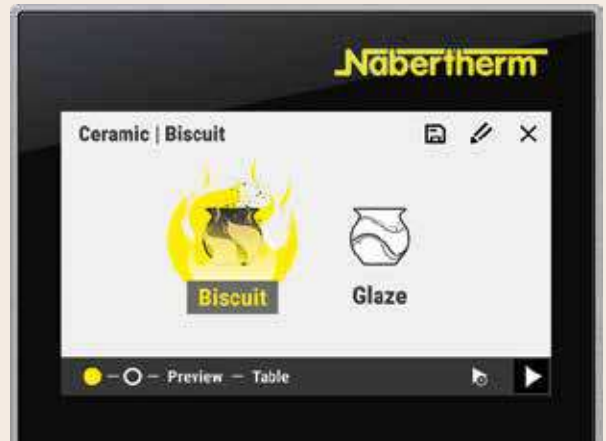 Nabertherm
Ceramic | Biscuit
Biscuit
Glaze
Preview — Table